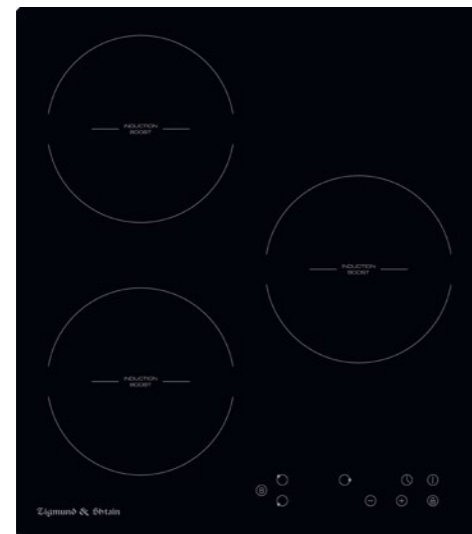 INDUCTION
BOOST
INDUCTION
BOOST
INDUCTION
BOOST
B
Zigmund & Shtain